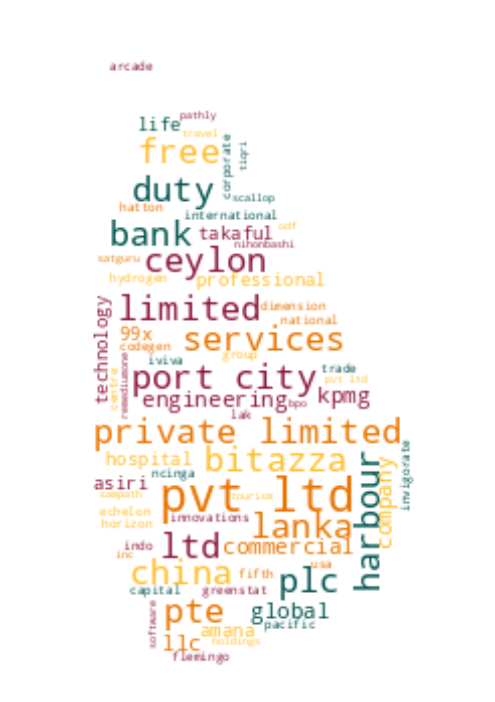 arcade
pathly
life
travel
free
corporate
tiqri
duty
scallop
hatton
international
bank
takaful
odf
nihonbashi
satguru
ceylon
hydrogen
professional
technology
limited
dimension
national
99x
services
codegen
iviva
group
remediumone
centre
port city
trade
pvt ltd
engineering
bpo
kpmg
lak
private limited
hospital
bitazza
harbour
company
invigorate
ncinga
asiri
sampath
pvt ltd
tourism
echelon
innovations
horizon
lanka
indo
ltd
commercial
inc
usa
china
fifth
plc
capital
greenstat
software
pte
global
pacific
amana
llc
holdings
flemingo